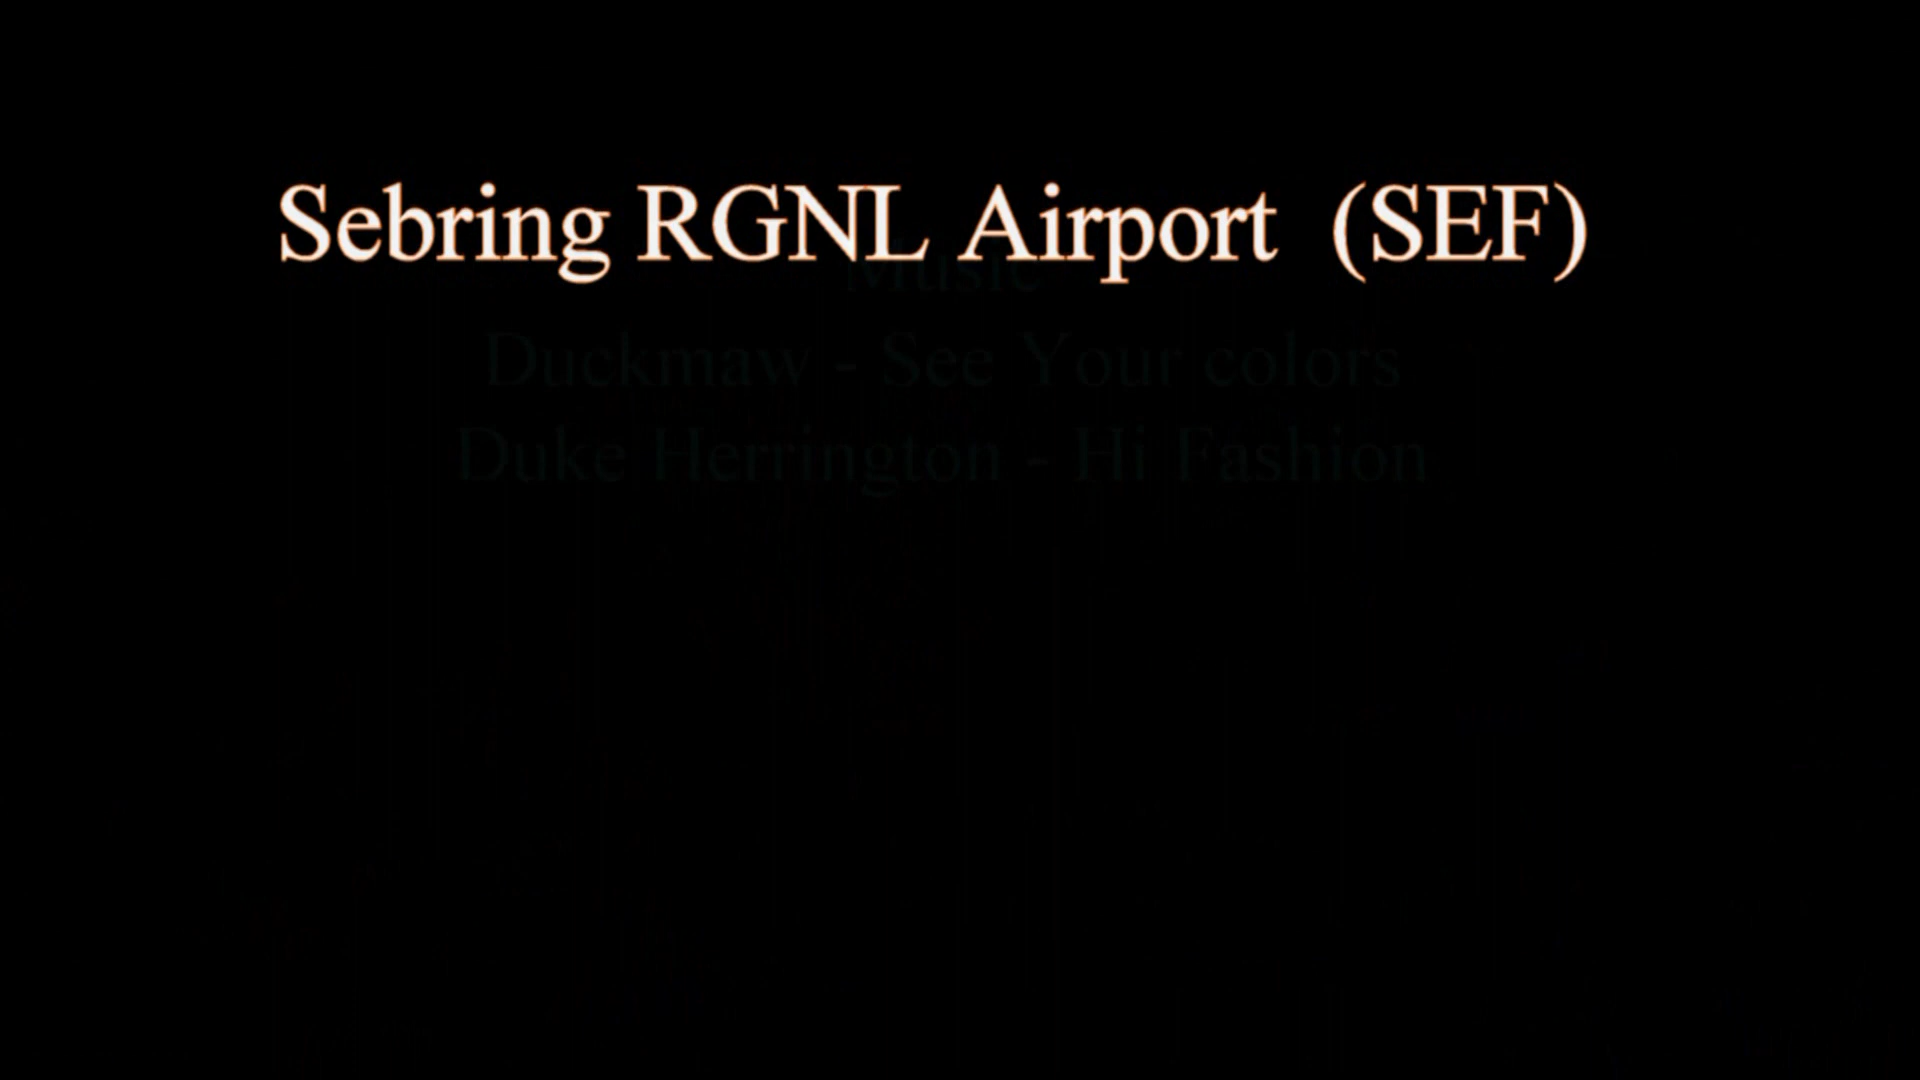 Sebring RGNL Airport (SEF)
Music
Duckmaw - See Your colors
Duke Herrington - Hi Fashion